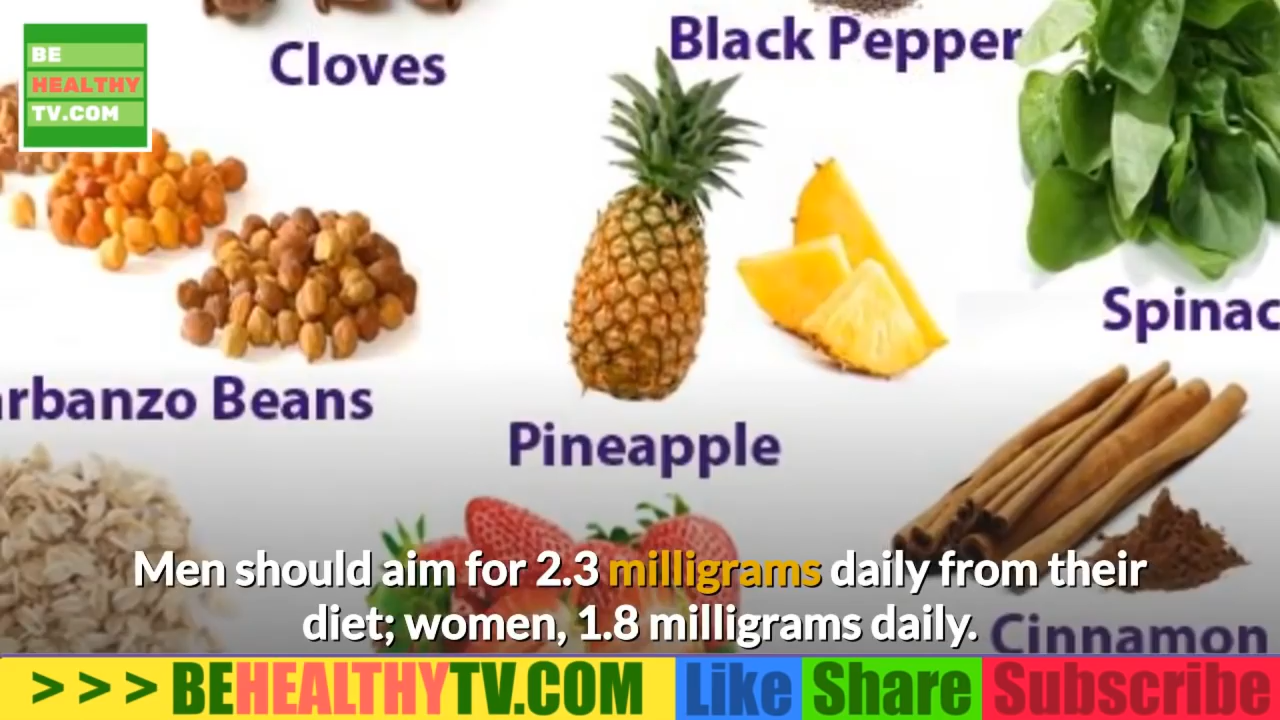 BE
HEALTHY
TV.COM
Cloves
Black Pepper
Spinac
arbanzo Beans
Pineapple
Men should aim for 2.3 milligrams daily from their
diet; women, 1.8 milligrams daily.
Cinnamon
> > > BEHEALTHYTV.COM Like Share Subscribe